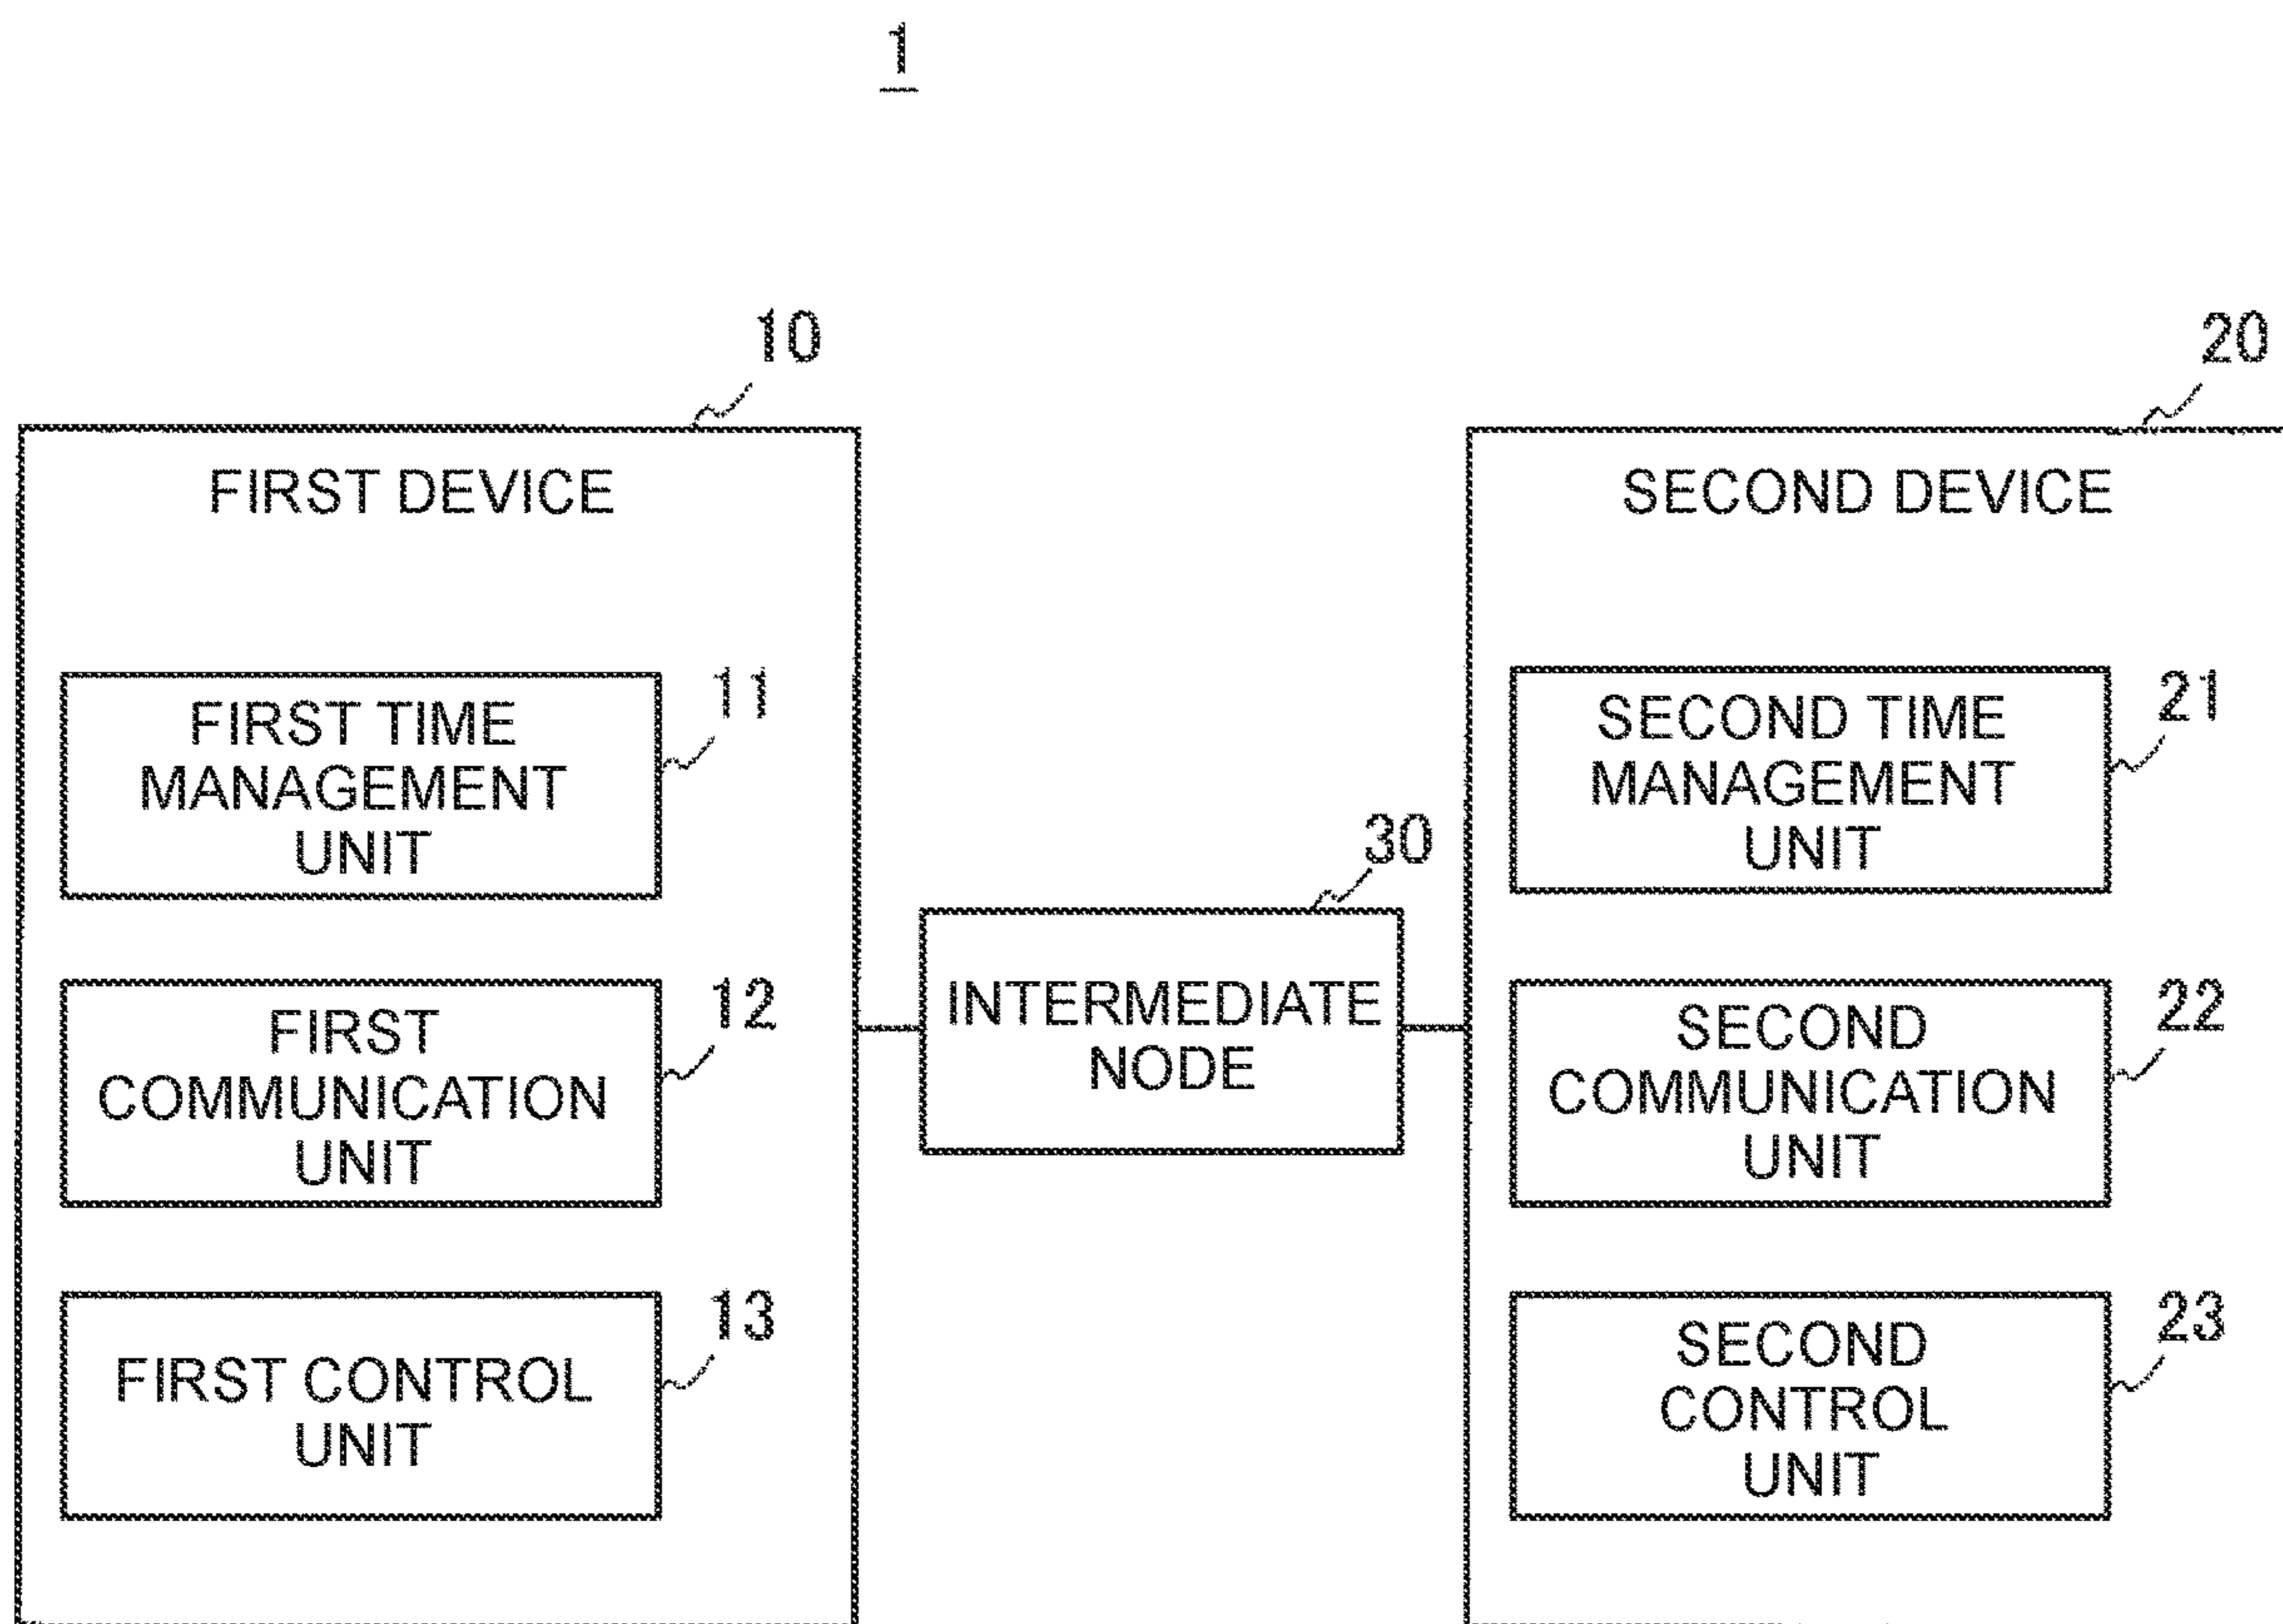 1
10
20
FIRST DEVICE
SECOND DEVICE
FIRST TIME
MANAGEMENT
UNIT
11
SECOND TIME
MANAGEMENT
UNIT
21
30
INTERMEDIATE
NODE
FIRST
COMMUNICATION
UNIT
12
SECOND
COMMUNICATION
UNIT
22
FIRST CONTROL
UNIT
13
SECOND
CONTROL
UNIT
23